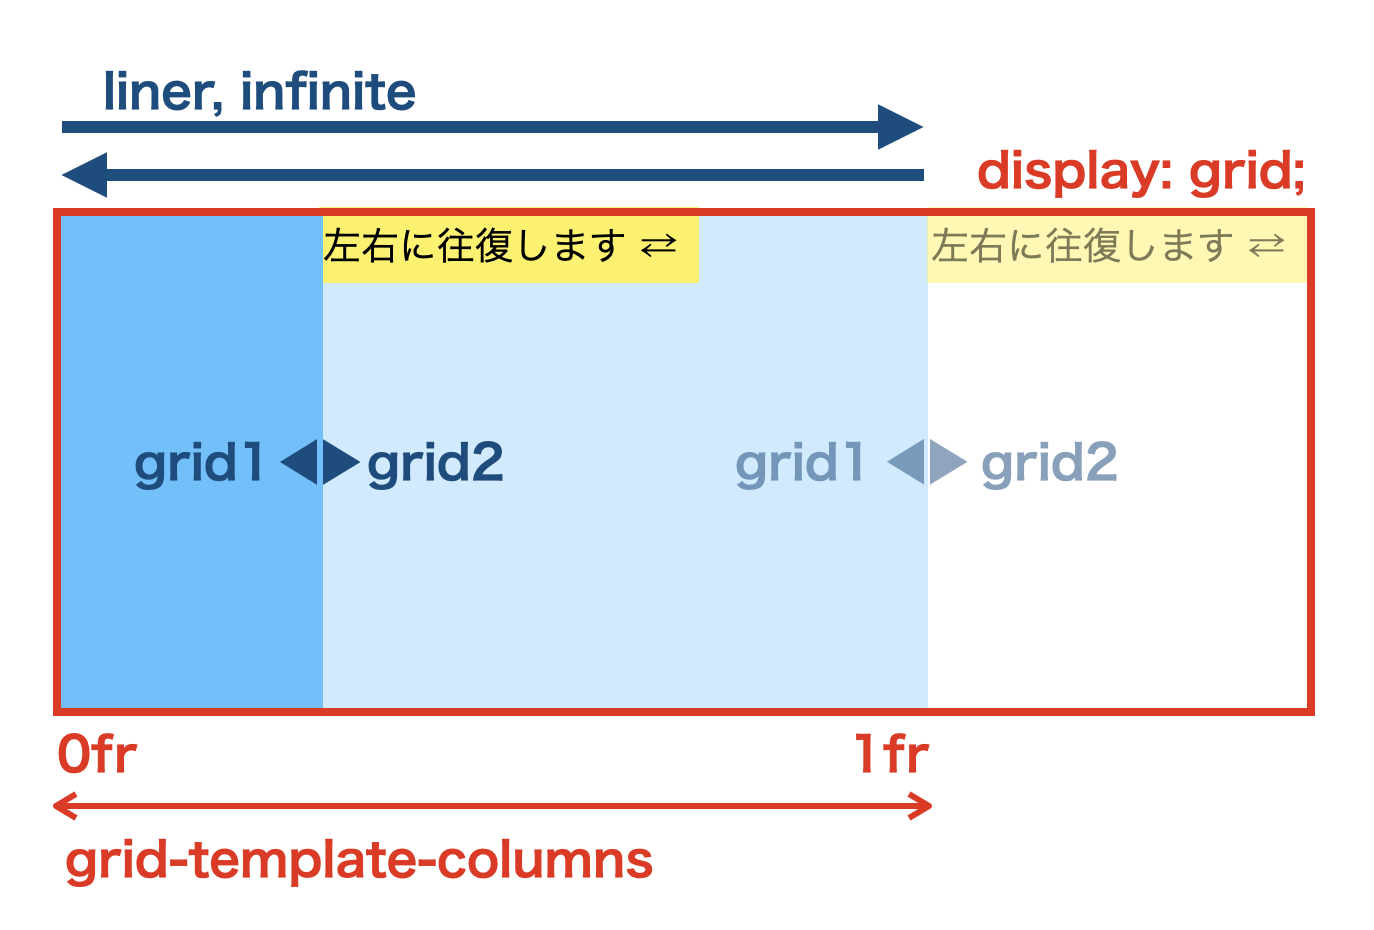 liner, infinite
display: grid;
左右に往復します ⇄
左右に往復します ⇄
grid1
grid2
grid1
grid2
0fr
1fr
grid-template-columns